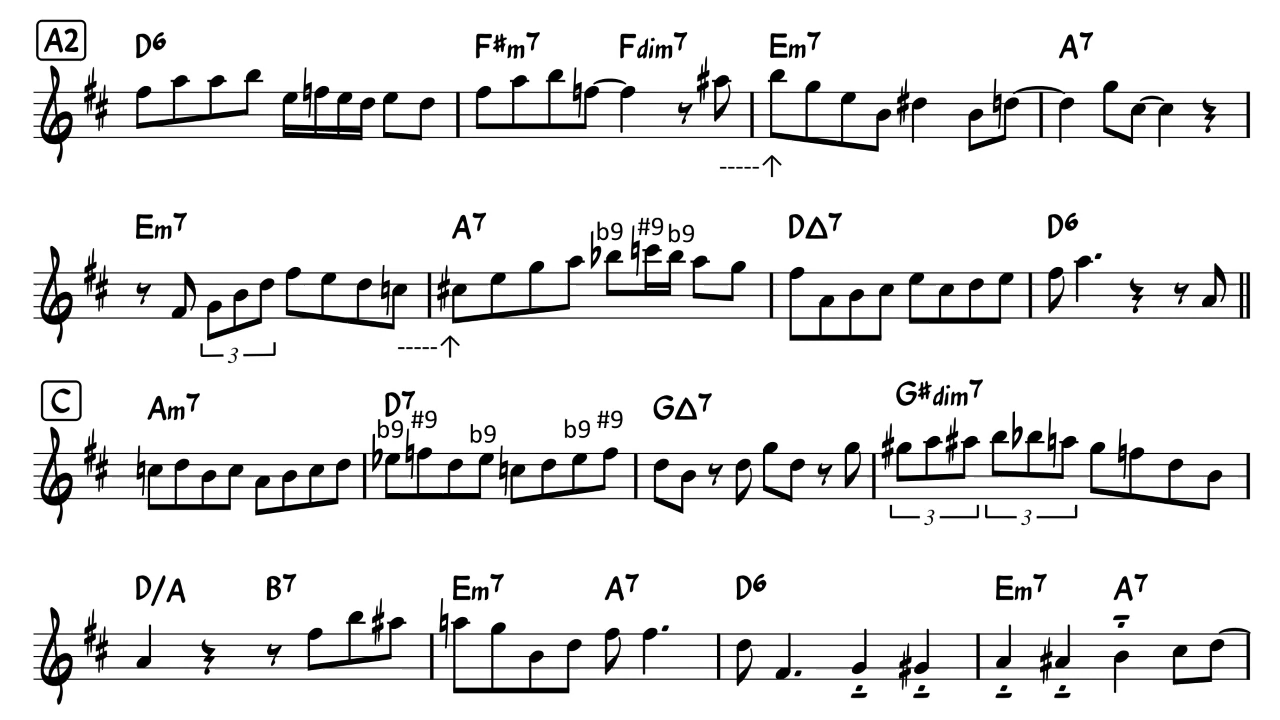 A2 D6 F#m7 Fdim7 Em7 A7
-----↑
Em7 A7 b9 #9 b9 D△7 D6
3 -----↑
C Am7 D7 GΔ7 G#dim7
b9 #9 b9 b9 #9
3 3
D/A B7 Em7 A7 D6 Em7 A7